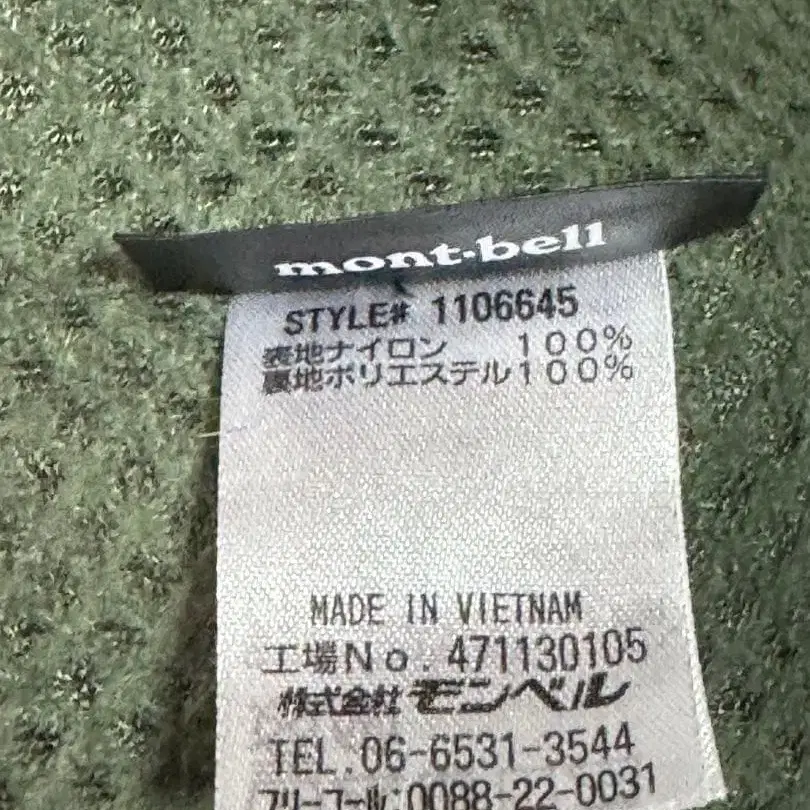 mont·bell
STYLE# 1106645
表地ナイロン 100%
裏地ポリエステル100%
MADE IN VIETNAM
工場No. 471130105
株式会社モンベル
TEL.06-6531-3544
フリーコール:0088-22-0031